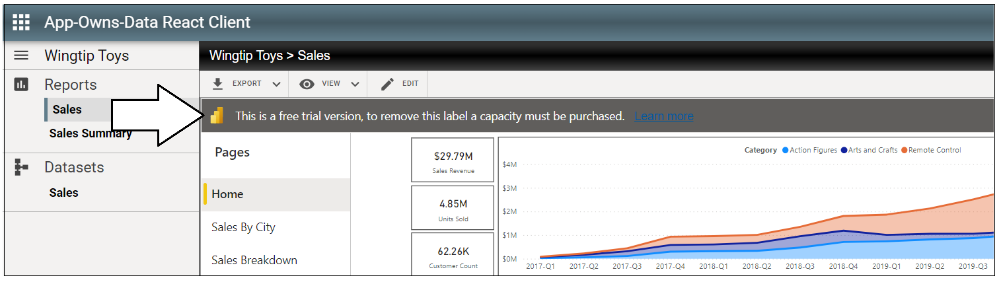 App-Owns-Data React Client
Wingtip Toys
Wingtip Toys > Sales
Reports
EXPORT
VIEW
EDIT
Sales
This is a free trial version, to remove this label a capacity must be purchased. Learn more
Sales Summary
Datasets
Sales
Pages
Home
Sales By City
Sales Breakdown
$29.79M
Sales Revenue
4.85M
Units Sold
62.26K
Customer Count
Category Action Figures Arts and Crafts Remote Control
$4M
$3M
$2M
$1M
$0M
2017-Q1 2017-Q2 2017-Q3 2017-Q4 2018-Q1 2018-Q2 2018-Q3 2018-Q4 2019-Q1 2019-Q2 2019-Q3